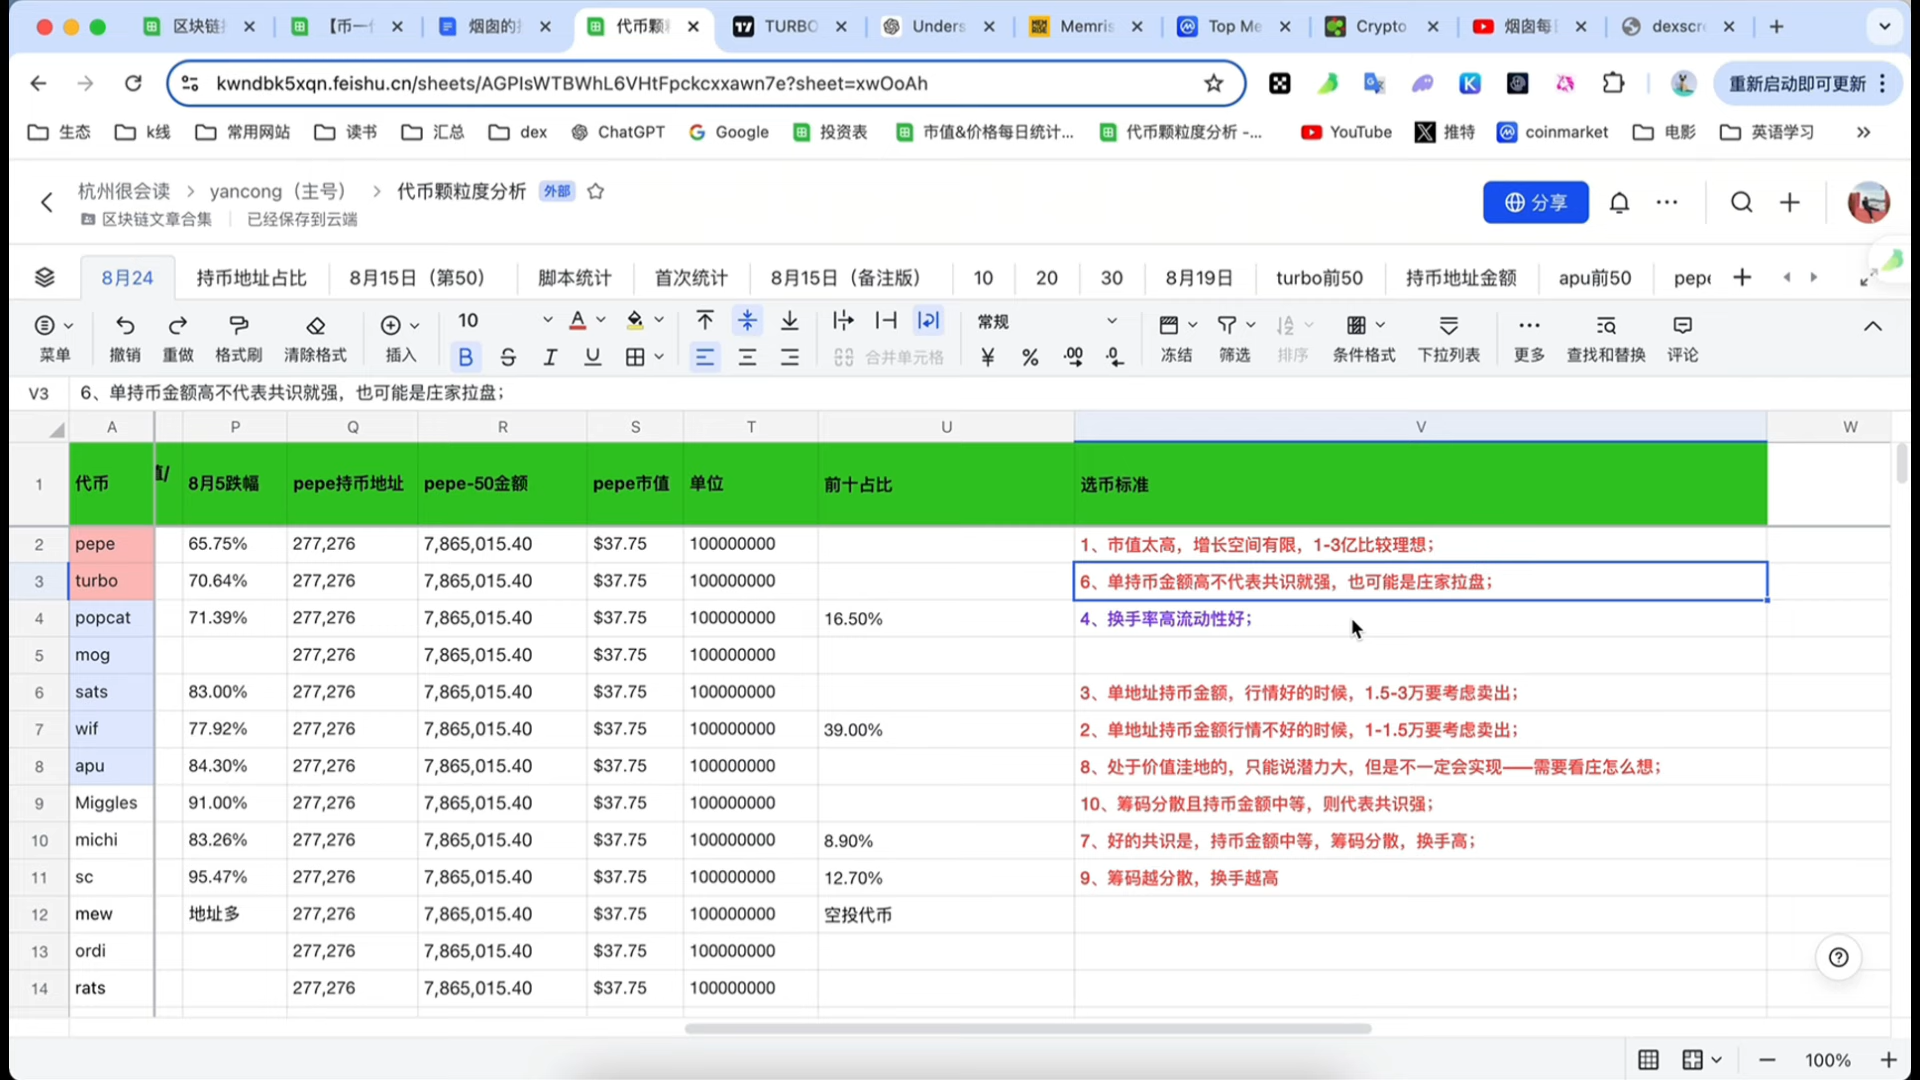 区块链
【币一
烟囱的
代币颗
TURBO
Unders
Memris
Top Me
Crypto
烟囱每
dexscr
kwndbk5xqn.feishu.cn/sheets/AGPIsWTBWhL6VHtFpckcxxawn7e?sheet=xwOoAh
重新启动即可更新
生态 k线 常用网站 读书 汇总 dex ChatGPT Google 投资表 市值&价格每日统计... 代币颗粒度分析 -... YouTube 推特 coinmarket 电影 英语学习
杭州很会读 > yancong（主号） > 代币颗粒度分析 外部
区块链文章合集 | 已经保存到云端
分享
8月24 持币地址占比 8月15日（第50） 脚本统计 首次统计 8月15日（备注版） 10 20 30 8月19日 turbo前50 持币地址金额 apu前50 pepe
10 常规
菜单 撤销 重做 格式刷 清除格式 插入 B S I U 合并单元格 ¥ % .00 .0 冻结 筛选 排序 条件格式 下拉列表 更多 查找和替换 评论
V3 6、单持币金额高不代表共识就强，也可能是庄家拉盘；
A P Q R S T U V W
1 代币 值/ 8月5跌幅 pepe持币地址 pepe-50金额 pepe市值 单位 前十占比 选币标准
2 pepe 65.75% 277,276 7,865,015.40 $37.75 100000000 1、市值太高，增长空间有限，1-3亿比较理想；
3 turbo 70.64% 277,276 7,865,015.40 $37.75 100000000 6、单持币金额高不代表共识就强，也可能是庄家拉盘；
4 popcat 71.39% 277,276 7,865,015.40 $37.75 100000000 16.50% 4、换手率高流动性好；
5 mog 277,276 7,865,015.40 $37.75 100000000
6 sats 83.00% 277,276 7,865,015.40 $37.75 100000000 3、单地址持币金额，行情好的时候，1.5-3万要考虑卖出；
7 wif 77.92% 277,276 7,865,015.40 $37.75 100000000 39.00% 2、单地址持币金额行情不好的时候，1-1.5万要考虑卖出；
8 apu 84.30% 277,276 7,865,015.40 $37.75 100000000 8、处于价值洼地的，只能说潜力大，但是不一定会实现——需要看庄怎么想；
9 Miggles 91.00% 277,276 7,865,015.40 $37.75 100000000 10、筹码分散且持币金额中等，则代表共识强；
10 michi 83.26% 277,276 7,865,015.40 $37.75 100000000 8.90% 7、好的共识是，持币金额中等，筹码分散，换手高；
11 sc 95.47% 277,276 7,865,015.40 $37.75 100000000 12.70% 9、筹码越分散，换手越高
12 mew 地址多 277,276 7,865,015.40 $37.75 100000000 空投代币
13 ordi 277,276 7,865,015.40 $37.75 100000000
14 rats 277,276 7,865,015.40 $37.75 100000000
100%